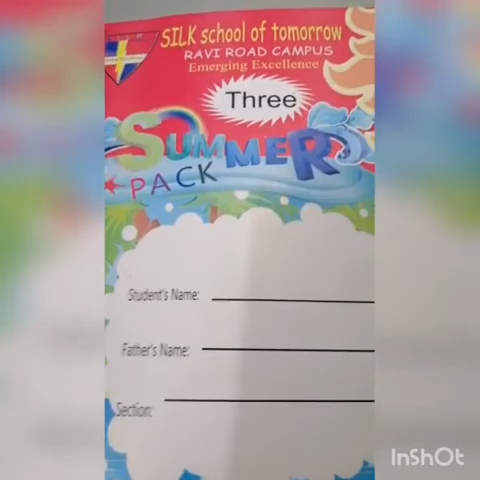 SILK school of tomorrow
RAVI ROAD CAMPUS
Emerging Excellence
Three
SUMMER
PACK
Student's Name:
Father's Name:
Section:
InShOt